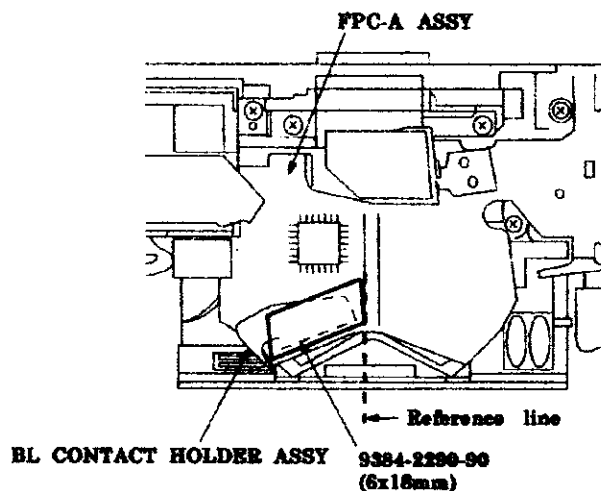 FPC-A ASSY
Reference line
BL CONTACT HOLDER ASSY
9384-2290-90
(6x18mm)